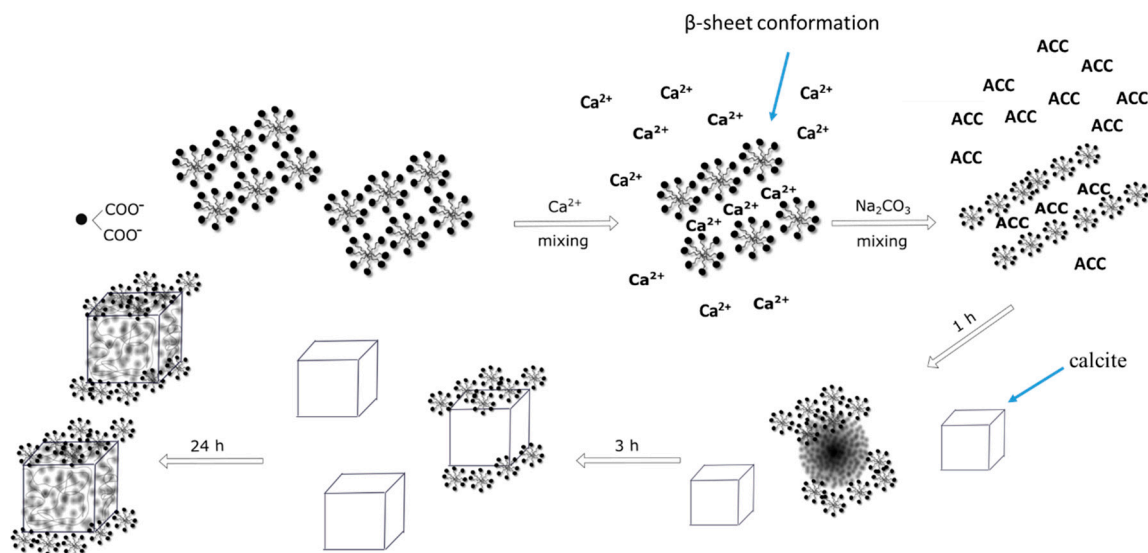 β-sheet conformation
ACC
ACC
ACC
ACC
ACC
ACC
ACC
ACC
ACC
ACC
ACC
ACC
Ca²⁺
Ca²⁺
Ca²⁺
Ca²⁺
Ca²⁺
Ca²⁺
Ca²⁺
Ca²⁺
Ca²⁺
Ca²⁺
Ca²⁺
Ca²⁺
Ca²⁺
COO⁻
COO⁻
Ca²⁺
mixing
Na₂CO₃
mixing
1 h
calcite
3 h
24 h